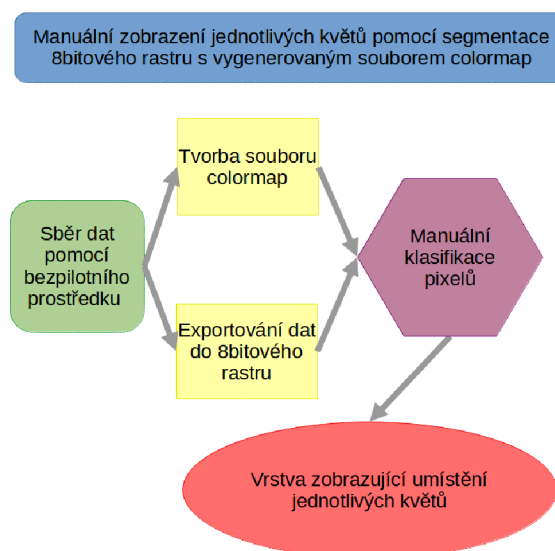 Manuální zobrazení jednotlivých květů pomocí segmentace
8bitového rastru s vygenerovaným souborem colormap
Tvorba souboru
colormap
Sběr dat
pomocí
bezpilotního
prostředku
Manuální
klasifikace
pixelů
Exportování dat
do 8bitového
rastru
Vrstva zobrazující umístění
jednotlivých květů